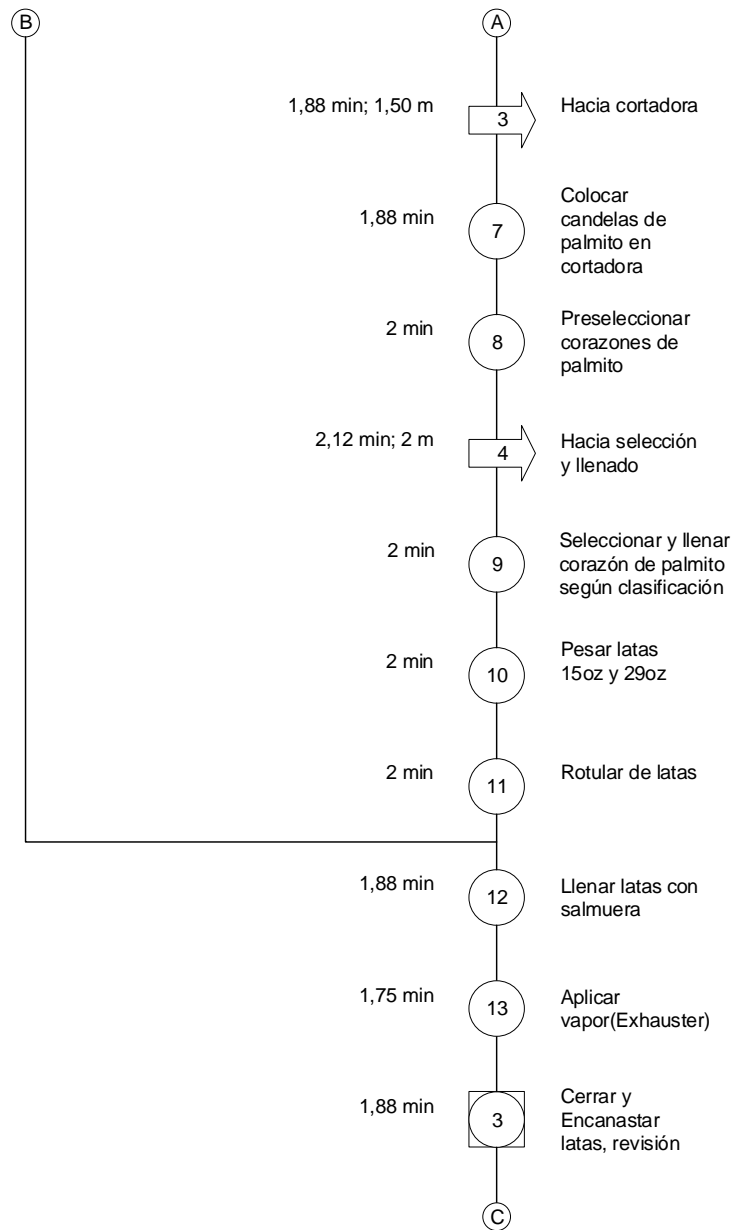 B
A
1,88 min; 1,50 m
3
Hacia cortadora
1,88 min
7
Colocar
candelas de
palmito en
cortadora
2 min
8
Preseleccionar
corazones de
palmito
2,12 min; 2 m
4
Hacia selección
y llenado
2 min
9
Seleccionar y llenar
corazón de palmito
según clasificación
2 min
10
Pesar latas
15oz y 29oz
2 min
11
Rotular de latas
1,88 min
12
Llenar latas con
salmuera
1,75 min
13
Aplicar
vapor(Exhauster)
1,88 min
3
Cerrar y
Encanastar
latas, revisión
C